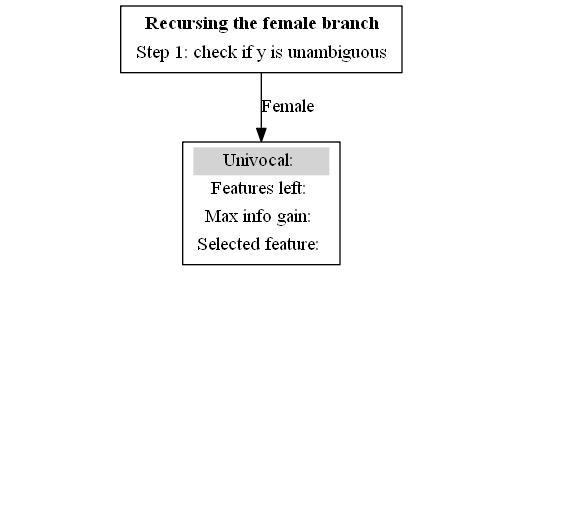 Recursing the female branch
Step 1: check if y is unambiguous
Female
Univocal:
Features left:
Max info gain:
Selected feature: